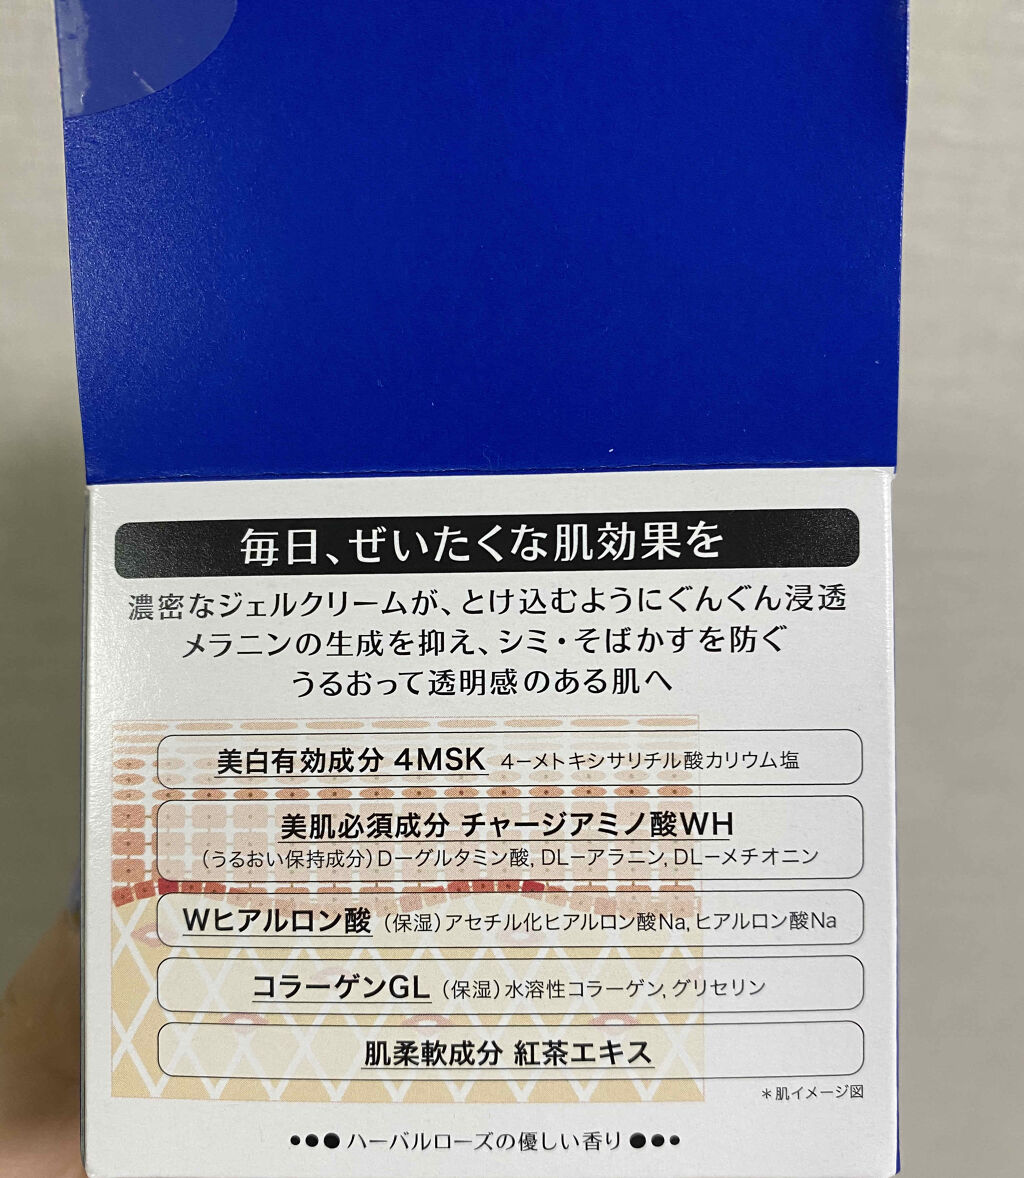 毎日、ぜいたくな肌効果を
濃密なジェルクリームが、とけ込むようにぐんぐん浸透
メラニンの生成を抑え、シミ・そばかすを防ぐ
うるおって透明感のある肌へ
美白有効成分 4MSK 4ーメトキシサリチル酸カリウム塩
美肌必須成分 チャージアミノ酸WH
（うるおい保持成分）Dーグルタミン酸, DLーアラニン, DLーメチオニン
Wヒアルロン酸 （保湿）アセチル化ヒアルロン酸Na, ヒアルロン酸Na
コラーゲンGL （保湿）水溶性コラーゲン, グリセリン
肌柔軟成分 紅茶エキス
＊肌イメージ図
●●●ハーバルローズの優しい香り●●●